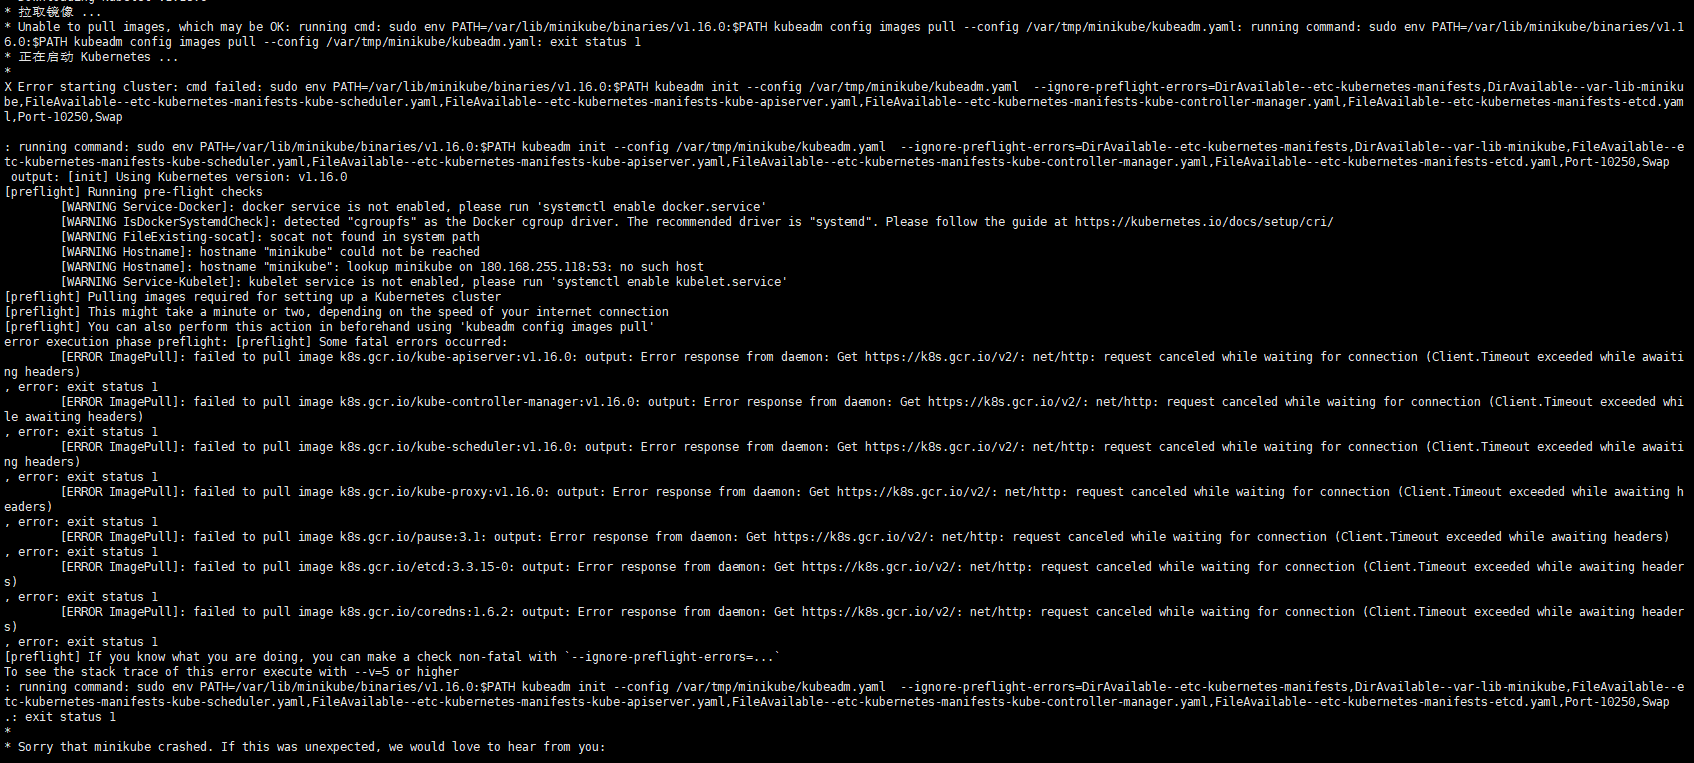 * 拉取镜像 ...
* Unable to pull images, which may be OK: running cmd: sudo env PATH=/var/lib/minikube/binaries/v1.16.0:$PATH kubeadm config images pull --config /var/tmp/minikube/kubeadm.yaml: running command: sudo env PATH=/var/lib/minikube/binaries/v1.1
6.0:$PATH kubeadm config images pull --config /var/tmp/minikube/kubeadm.yaml: exit status 1
* 正在启动 Kubernetes ...
*
X Error starting cluster: cmd failed: sudo env PATH=/var/lib/minikube/binaries/v1.16.0:$PATH kubeadm init --config /var/tmp/minikube/kubeadm.yaml  --ignore-preflight-errors=DirAvailable--etc-kubernetes-manifests,DirAvailable--var-lib-miniku
be,FileAvailable--etc-kubernetes-manifests-kube-scheduler.yaml,FileAvailable--etc-kubernetes-manifests-kube-apiserver.yaml,FileAvailable--etc-kubernetes-manifests-kube-controller-manager.yaml,FileAvailable--etc-kubernetes-manifests-etcd.yam
l,Port-10250,Swap
: running command: sudo env PATH=/var/lib/minikube/binaries/v1.16.0:$PATH kubeadm init --config /var/tmp/minikube/kubeadm.yaml  --ignore-preflight-errors=DirAvailable--etc-kubernetes-manifests,DirAvailable--var-lib-minikube,FileAvailable--e
tc-kubernetes-manifests-kube-scheduler.yaml,FileAvailable--etc-kubernetes-manifests-kube-apiserver.yaml,FileAvailable--etc-kubernetes-manifests-kube-controller-manager.yaml,FileAvailable--etc-kubernetes-manifests-etcd.yaml,Port-10250,Swap
output: [init] Using Kubernetes version: v1.16.0
[preflight] Running pre-flight checks
[WARNING Service-Docker]: docker service is not enabled, please run 'systemctl enable docker.service'
[WARNING IsDockerSystemdCheck]: detected "cgroupfs" as the Docker cgroup driver. The recommended driver is "systemd". Please follow the guide at https://kubernetes.io/docs/setup/cri/
[WARNING FileExisting-socat]: socat not found in system path
[WARNING Hostname]: hostname "minikube" could not be reached
[WARNING Hostname]: hostname "minikube": lookup minikube on 180.168.255.118:53: no such host
[WARNING Service-Kubelet]: kubelet service is not enabled, please run 'systemctl enable kubelet.service'
[preflight] Pulling images required for setting up a Kubernetes cluster
[preflight] This might take a minute or two, depending on the speed of your internet connection
[preflight] You can also perform this action in beforehand using 'kubeadm config images pull'
error execution phase preflight: [preflight] Some fatal errors occurred:
[ERROR ImagePull]: failed to pull image k8s.gcr.io/kube-apiserver:v1.16.0: output: Error response from daemon: Get https://k8s.gcr.io/v2/: net/http: request canceled while waiting for connection (Client.Timeout exceeded while awaiti
ng headers)
, error: exit status 1
[ERROR ImagePull]: failed to pull image k8s.gcr.io/kube-controller-manager:v1.16.0: output: Error response from daemon: Get https://k8s.gcr.io/v2/: net/http: request canceled while waiting for connection (Client.Timeout exceeded whi
le awaiting headers)
, error: exit status 1
[ERROR ImagePull]: failed to pull image k8s.gcr.io/kube-scheduler:v1.16.0: output: Error response from daemon: Get https://k8s.gcr.io/v2/: net/http: request canceled while waiting for connection (Client.Timeout exceeded while awaiti
ng headers)
, error: exit status 1
[ERROR ImagePull]: failed to pull image k8s.gcr.io/kube-proxy:v1.16.0: output: Error response from daemon: Get https://k8s.gcr.io/v2/: net/http: request canceled while waiting for connection (Client.Timeout exceeded while awaiting h
eaders)
, error: exit status 1
[ERROR ImagePull]: failed to pull image k8s.gcr.io/pause:3.1: output: Error response from daemon: Get https://k8s.gcr.io/v2/: net/http: request canceled while waiting for connection (Client.Timeout exceeded while awaiting headers)
, error: exit status 1
[ERROR ImagePull]: failed to pull image k8s.gcr.io/etcd:3.3.15-0: output: Error response from daemon: Get https://k8s.gcr.io/v2/: net/http: request canceled while waiting for connection (Client.Timeout exceeded while awaiting header
s)
, error: exit status 1
[ERROR ImagePull]: failed to pull image k8s.gcr.io/coredns:1.6.2: output: Error response from daemon: Get https://k8s.gcr.io/v2/: net/http: request canceled while waiting for connection (Client.Timeout exceeded while awaiting header
s)
, error: exit status 1
[preflight] If you know what you are doing, you can make a check non-fatal with `--ignore-preflight-errors=...`
To see the stack trace of this error execute with --v=5 or higher
: running command: sudo env PATH=/var/lib/minikube/binaries/v1.16.0:$PATH kubeadm init --config /var/tmp/minikube/kubeadm.yaml  --ignore-preflight-errors=DirAvailable--etc-kubernetes-manifests,DirAvailable--var-lib-minikube,FileAvailable--e
tc-kubernetes-manifests-kube-scheduler.yaml,FileAvailable--etc-kubernetes-manifests-kube-apiserver.yaml,FileAvailable--etc-kubernetes-manifests-kube-controller-manager.yaml,FileAvailable--etc-kubernetes-manifests-etcd.yaml,Port-10250,Swap
.: exit status 1
*
* Sorry that minikube crashed. If this was unexpected, we would love to hear from you: